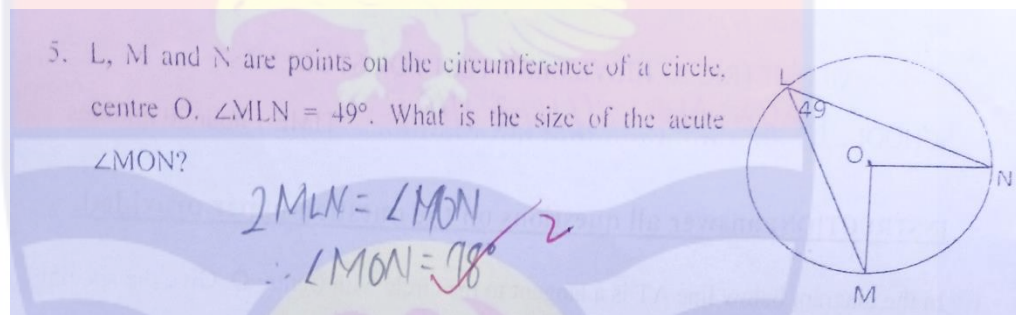 5. L, M and N are points on the circumference of a circle,
centre O. ∠MLN = 49°. What is the size of the acute
∠MON?
2MLN = ∠MON
∴ ∠MON = 98°
2
L
49
O
N
M